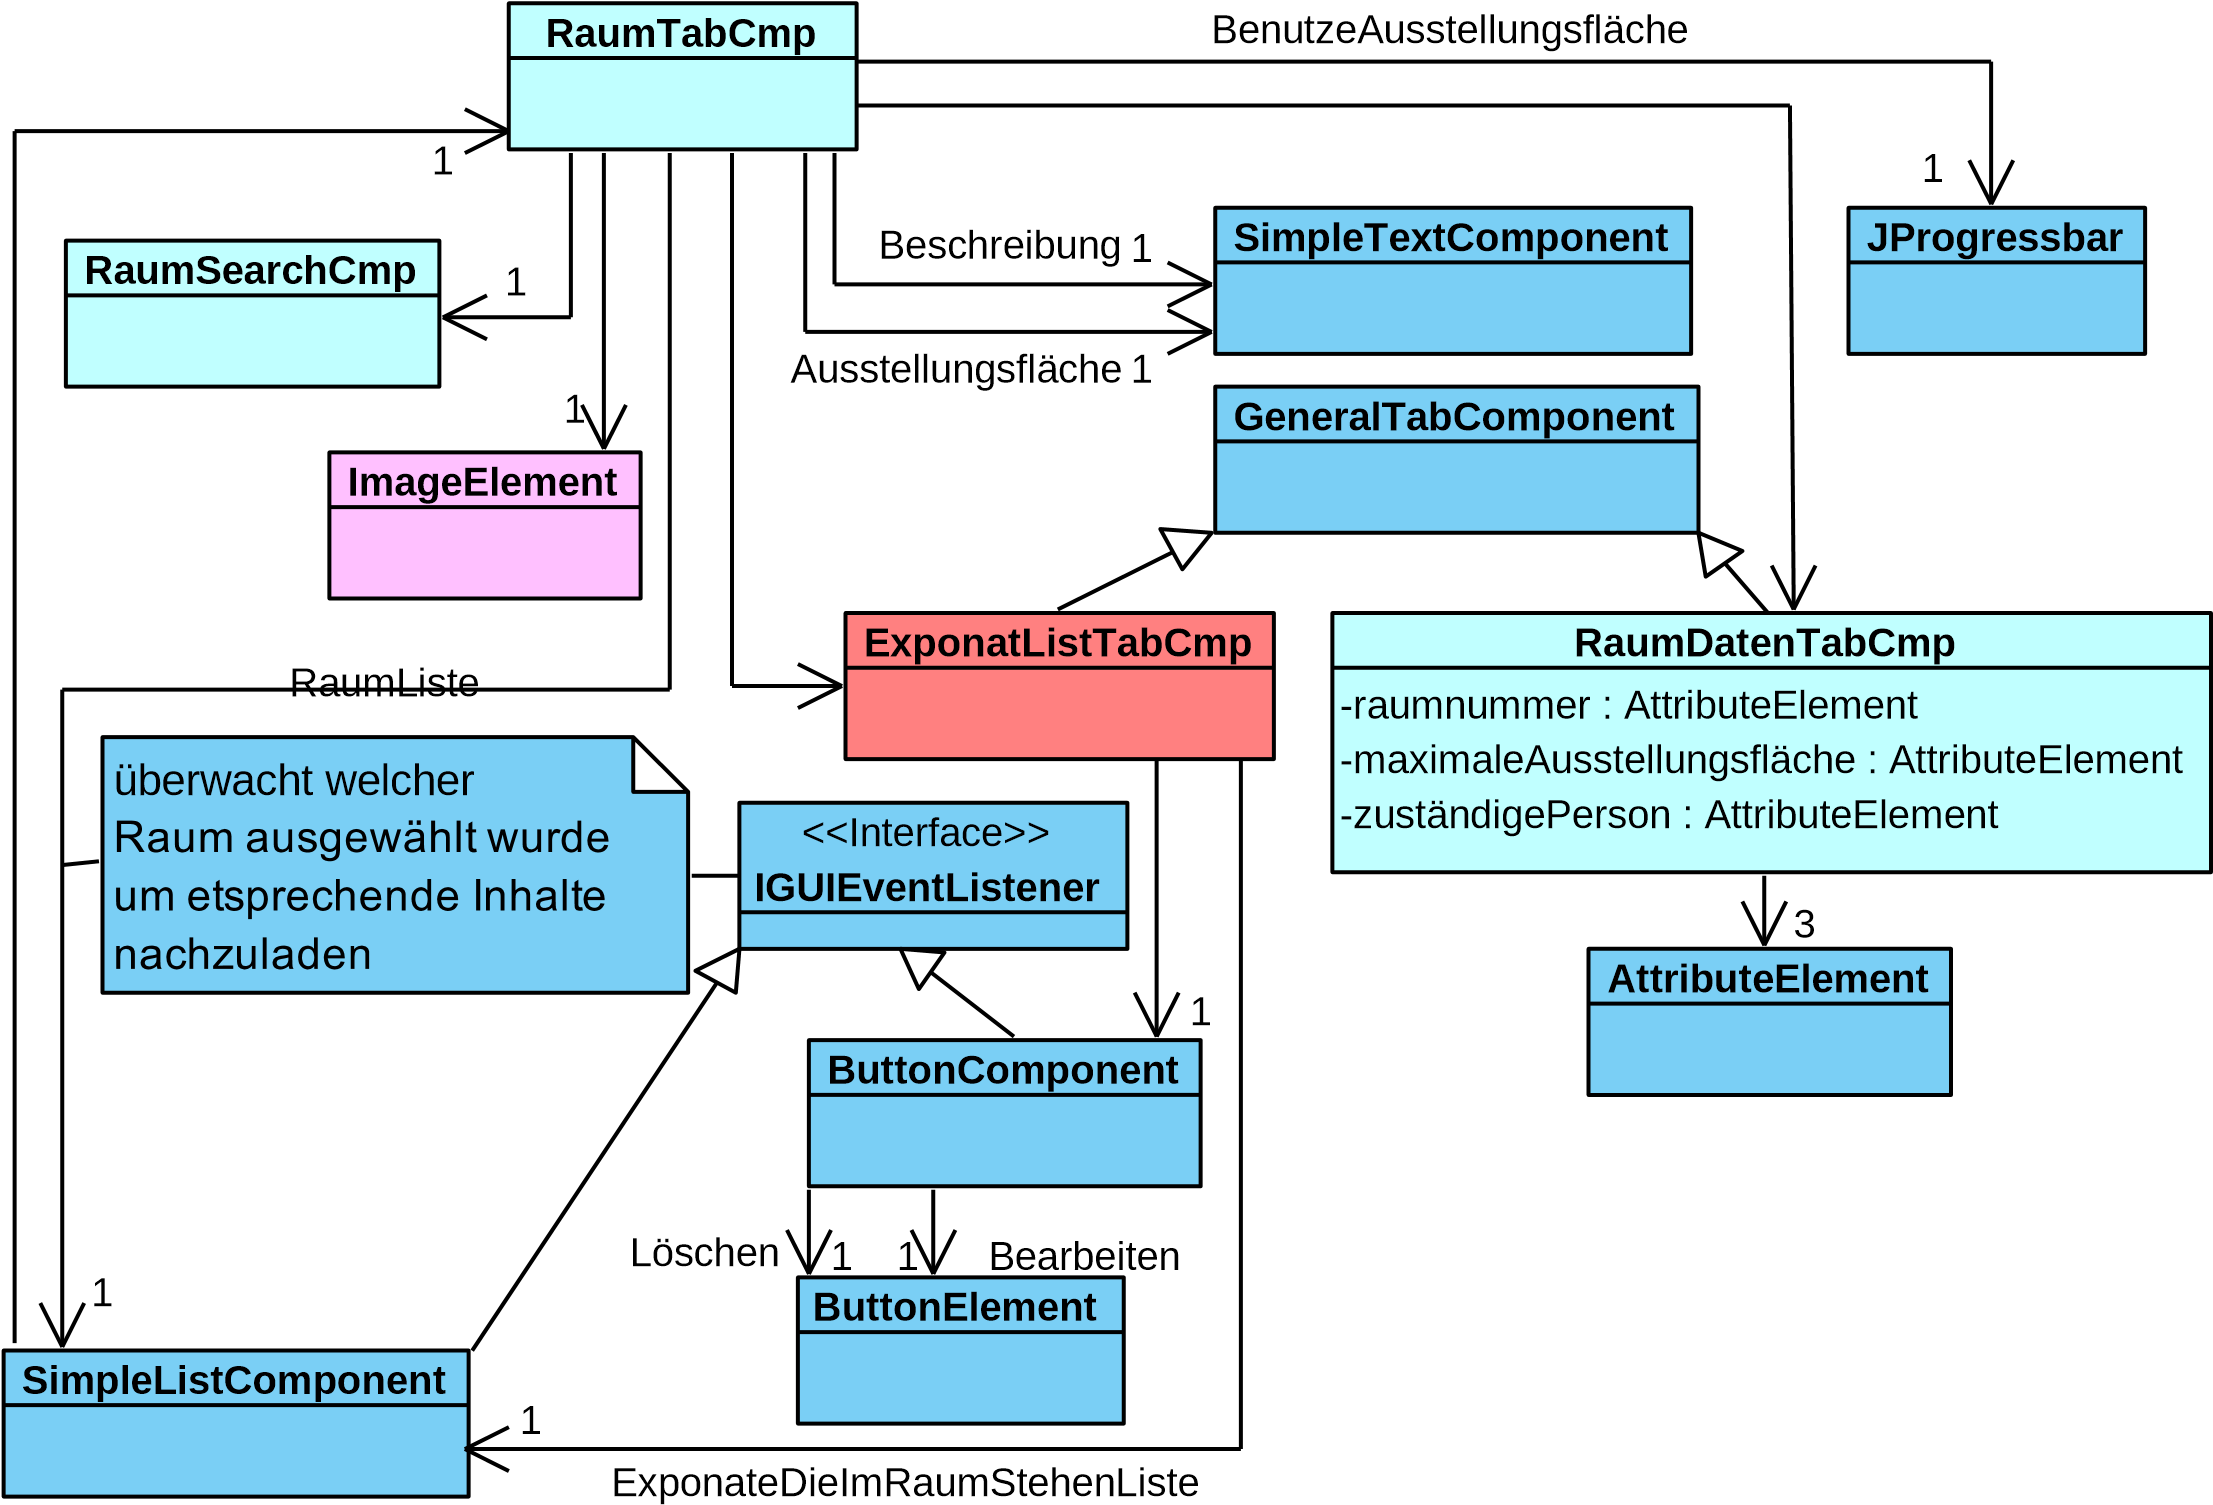 RaumTabCmp
BenutzeAusstellungsfläche
1
1
RaumSearchCmp
1
Beschreibung 1
SimpleTextComponent
JProgressbar
Ausstellungsfläche 1
1
GeneralTabComponent
ImageElement
ExponatListTabCmp
RaumDatenTabCmp
-raumnummer : AttributeElement
-maximaleAusstellungsfläche : AttributeElement
-zuständigePerson : AttributeElement
RaumListe
überwacht welcher
Raum ausgewählt wurde
um etsprechende Inhalte
nachzuladen
<<Interface>>
IGUIEventListener
3
AttributeElement
1
ButtonComponent
Löschen
1
1
Bearbeiten
ButtonElement
1
SimpleListComponent
1
ExponateDieImRaumStehenListe